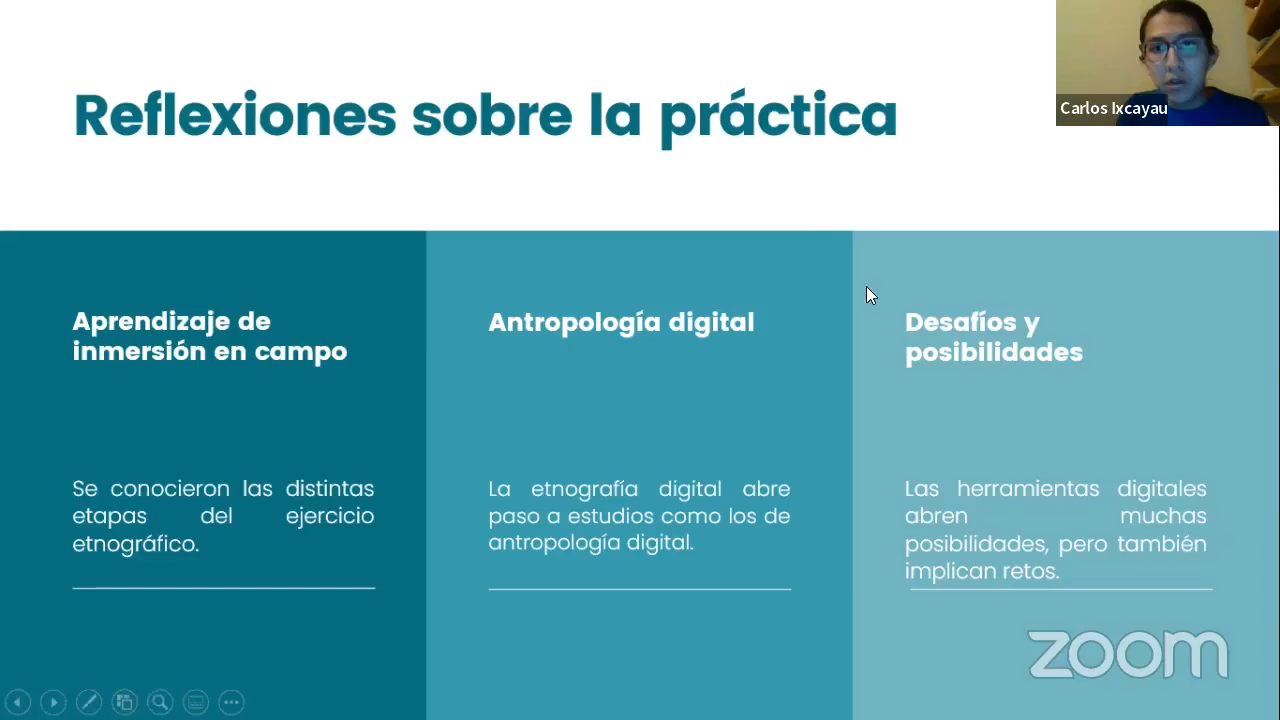 Reflexiones sobre la práctica
Carlos Ixcayau
Aprendizaje de
inmersión en campo
Se conocieron las distintas
etapas del ejercicio
etnográfico.
Antropología digital
La etnografía digital abre
paso a estudios como los de
antropología digital.
Desafíos y
posibilidades
Las herramientas digitales
abren muchas
posibilidades, pero también
implican retos.
zoom